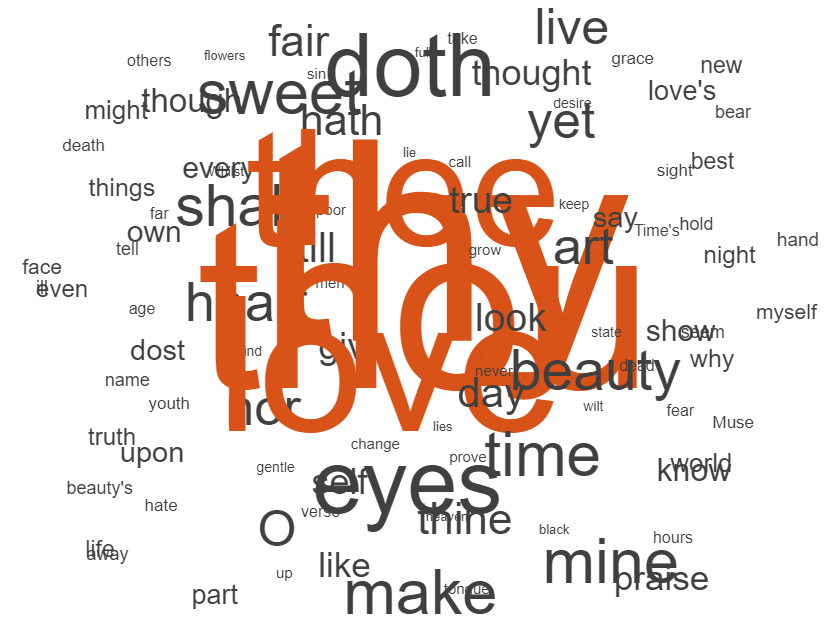 live
fair
take
doth
full
flowers
others
grace
new
sin
thought
love's
sweet
though
might
desire
bear
hath
yet
death
lie
call
best
every
thee
sight
things
shall
poor
true
keep
far
say
Time's
hold
own
thy
art
hand
tell
till
grow
night
face
ill
even
men
thou
age
heart
myself
look
state
show
seem
give
dost
why
never
beauty
dead
name
day
love
youth
nor
wilt
fear
Muse
lies
truth
upon
change
time
prove
world
know
gentle
self
eyes
beauty's
hate
verse
heaven
thine
O
black
hours
life
away
like
mine
up
praise
tongue
make
part